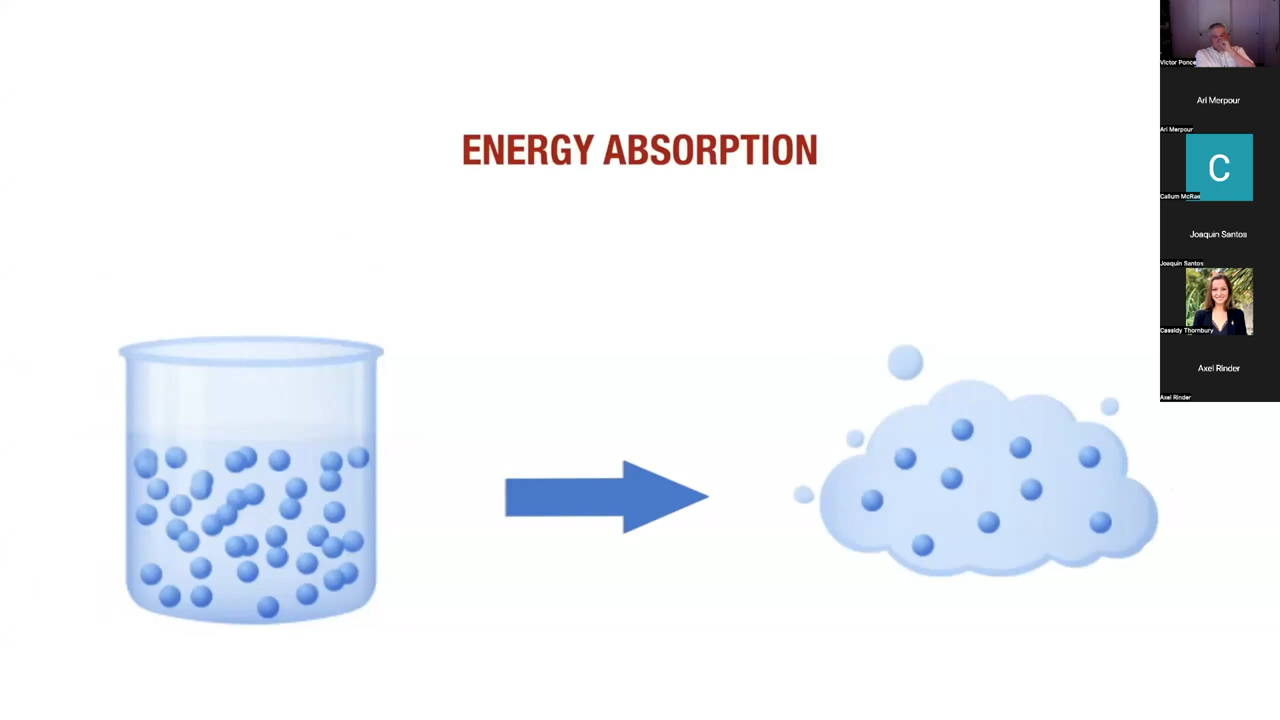 ENERGY ABSORPTION
Victor Ponce
Ari Merpour
Ari Merpour
C
Callum McRae
Joaquin Santos
Joaquin Santos
Cassidy Thornbury
Axel Rinder
Axel Rinder